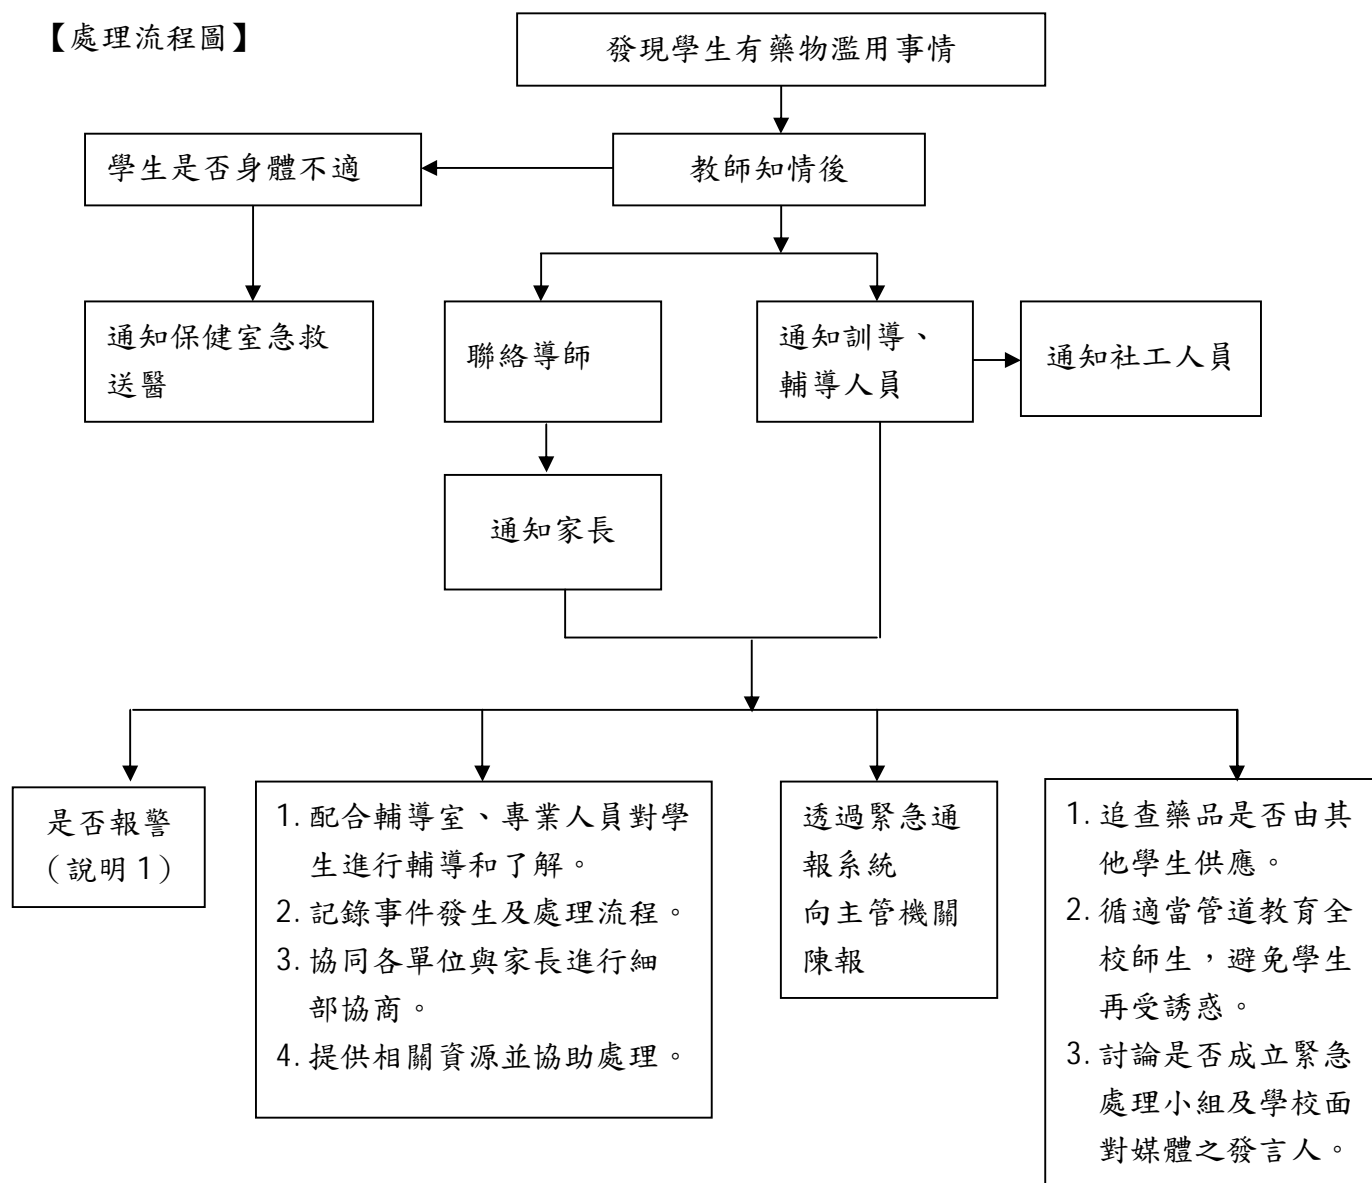 【處理流程圖】
發現學生有藥物濫用事情
學生是否身體不適
教師知情後
通知保健室急救
送醫
聯絡導師
通知訓導、
輔導人員
通知社工人員
通知家長
是否報警
(說明1)
1. 配合輔導室、專業人員對學
生進行輔導和了解。
2. 記錄事件發生及處理流程。
3. 協同各單位與家長進行細
部協商。
4. 提供相關資源並協助處理。
透過緊急通
報系統
向主管機關
陳報
1. 追查藥品是否由其
他學生供應。
2. 循適當管道教育全
校師生,避免學生
再受誘惑。
3. 討論是否成立緊急
處理小組及學校面
對媒體之發言人。